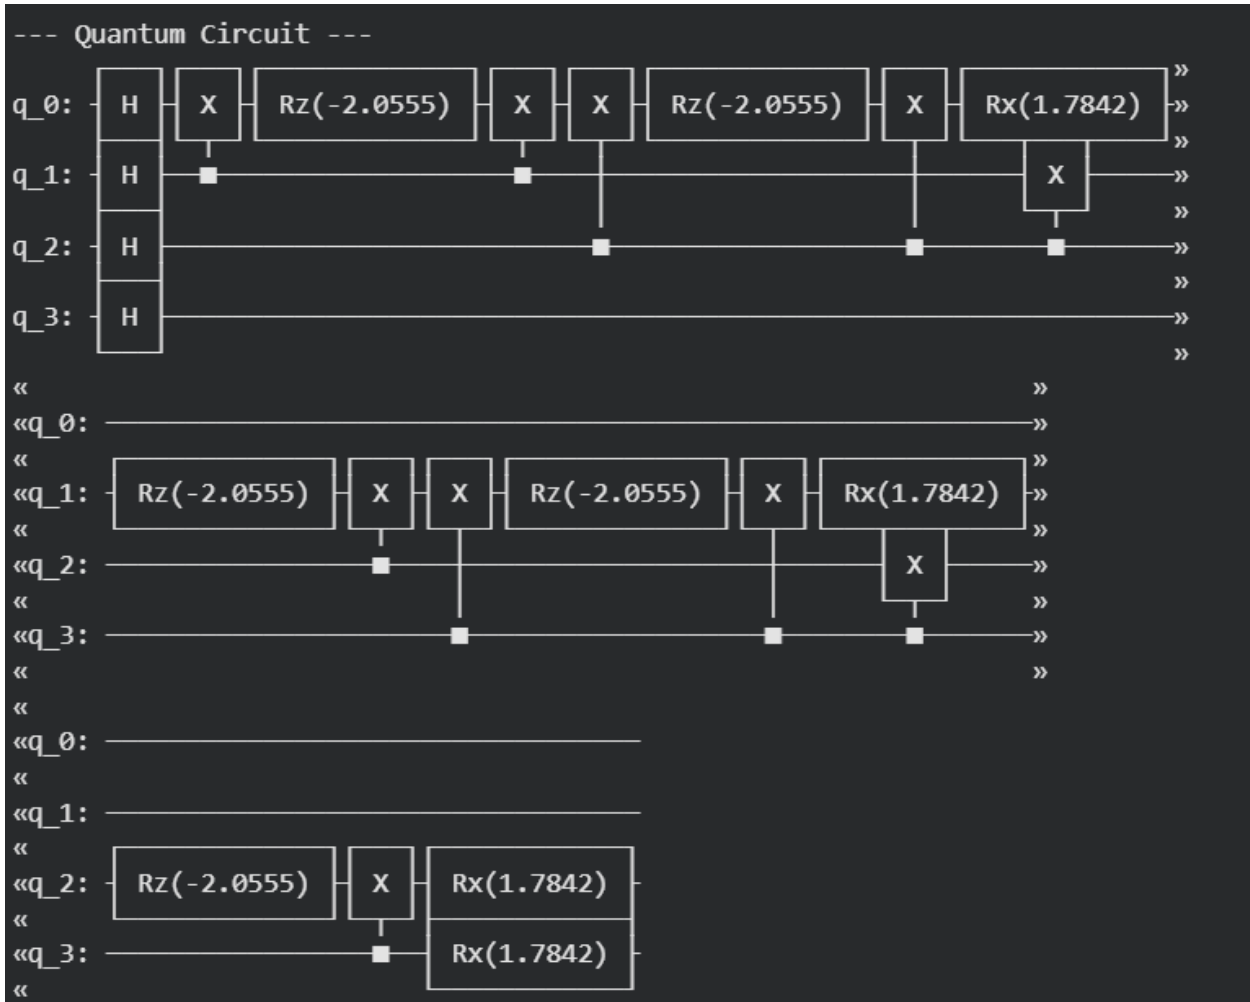 --- Quantum Circuit ---
»
q_0: H X Rz(-2.0555) X X Rz(-2.0555) X Rx(1.7842) »
»
q_1: H X »
»
q_2: H »
»
q_3: H »
»
« »
«q_0: »
« »
«q_1: Rz(-2.0555) X X Rz(-2.0555) X Rx(1.7842) »
« »
«q_2: X »
« »
«q_3: »
« »
«
«q_0:
«
«q_1:
«
«q_2: Rz(-2.0555) X Rx(1.7842)
«
«q_3: Rx(1.7842)
«